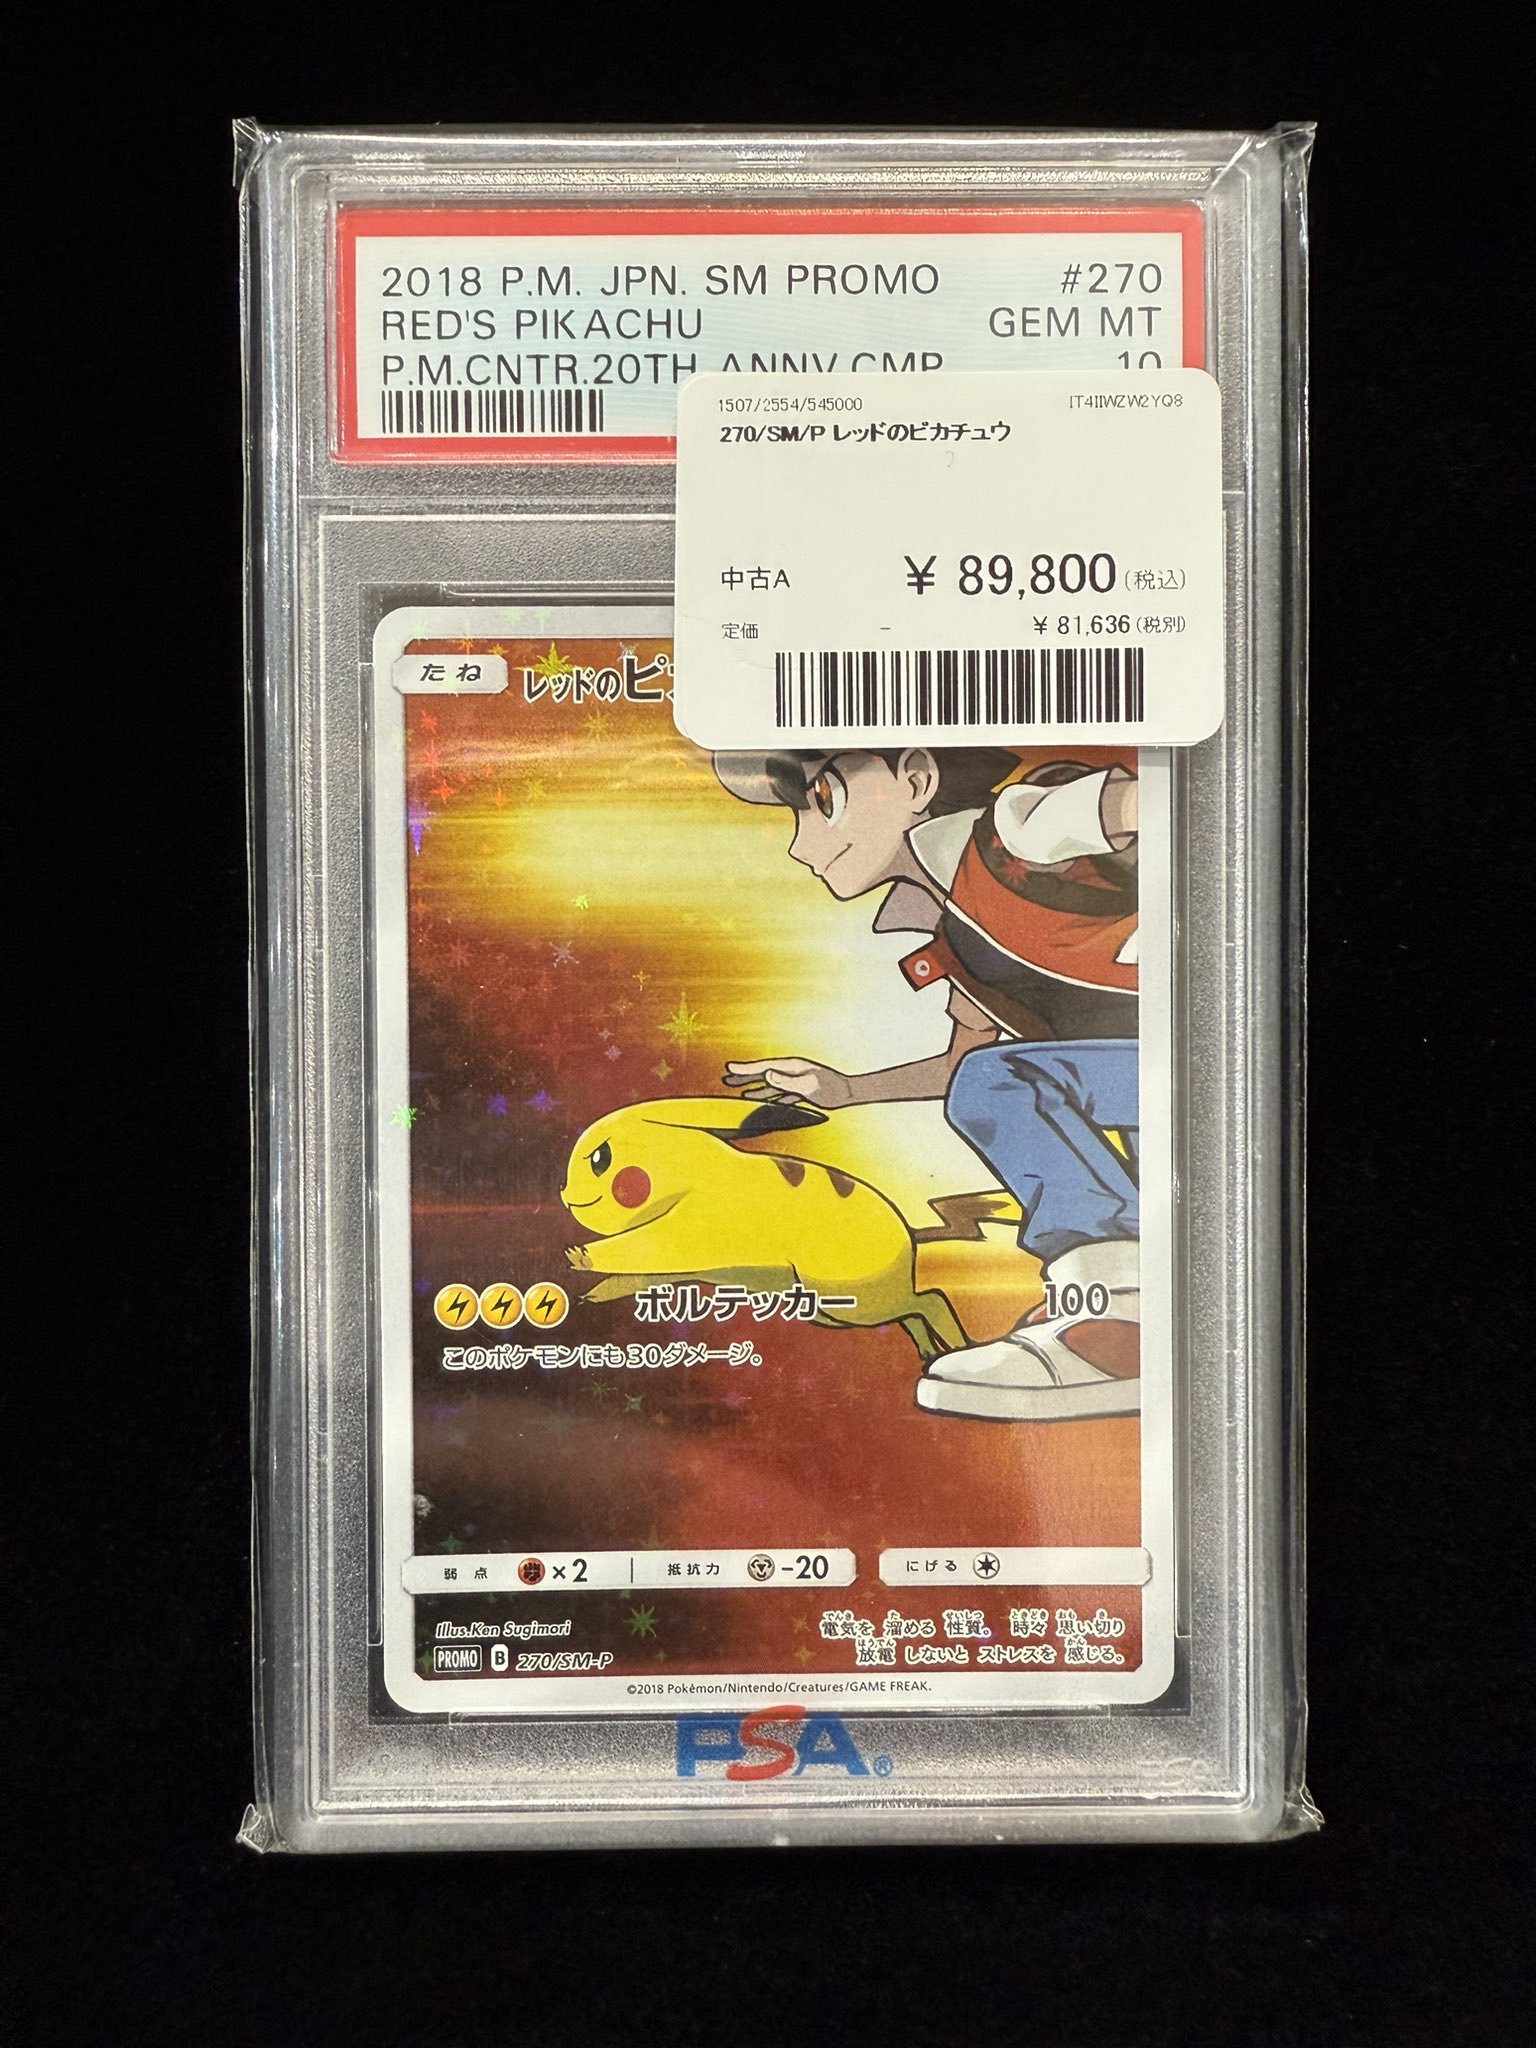 2018 P.M. JPN. SM PROMO #270
RED'S PIKACHU GEM MT
P.M.CNTR.20TH ANNV.CMP. 10
1507/2554/545000 IT4IIWZW2YQ8
270/SM/P レッドのピカチュウ
中古A ¥ 89,800(税込)
定価 - ¥ 81,636(税別)
たね レッドのピ
ボルテッカー 100
このポケモンにも30ダメージ。
弱点 ×2 抵抗力 -20 にげる
Illus.Ken Sugimori
PROMO B 270/SM-P
電気を 溜める 性質。 時々 思い切り
放電 しないと ストレスを 感じる。
©2018 Pokémon/Nintendo/Creatures/GAME FREAK.
PSA®